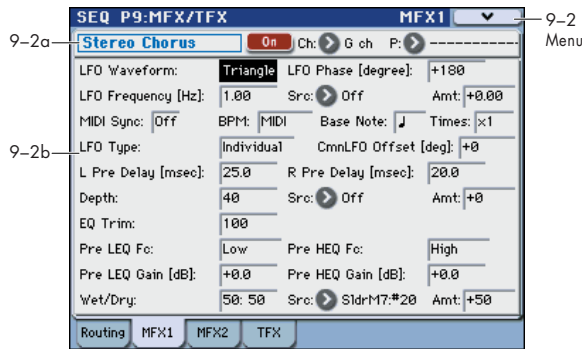 SEQ P9:MFX/TFX MFX1
9–2
Menu
9–2a
Stereo Chorus On Ch: G ch P: ------------
LFO Waveform: Triangle LFO Phase [degree]: +180
LFO Frequency [Hz]: 1.00 Src: Off Amt: +0.00
MIDI Sync: Off BPM: MIDI Base Note: ♩ Times: x1
9–2b
LFO Type: Individual CmnLFO Offset [deg]: +0
L Pre Delay [msec]: 25.0 R Pre Delay [msec]: 20.0
Depth: 40 Src: Off Amt: +0
EQ Trim: 100
Pre LEQ Fc: Low Pre HEQ Fc: High
Pre LEQ Gain [dB]: +0.0 Pre HEQ Gain [dB]: +0.0
Wet/Dry: 50: 50 Src: SldrM7:#20 Amt: +50
Routing MFX1 MFX2 TFX